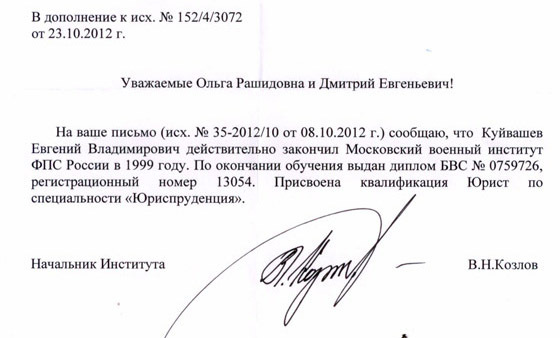 В дополнение к исх. № 152/4/3072
от 23.10.2012 г.
Уважаемые Ольга Рашидовна и Дмитрий Евгеньевич!
На ваше письмо (исх. № 35-2012/10 от 08.10.2012 г.) сообщаю, что Куйвашев
Евгений Владимирович действительно закончил Московский военный институт
ФПС России в 1999 году. По окончании обучения выдан диплом БВС № 0759726,
регистрационный номер 13054. Присвоена квалификация Юрист по
специальности «Юриспруденция».
Начальник Института В.Н.Козлов